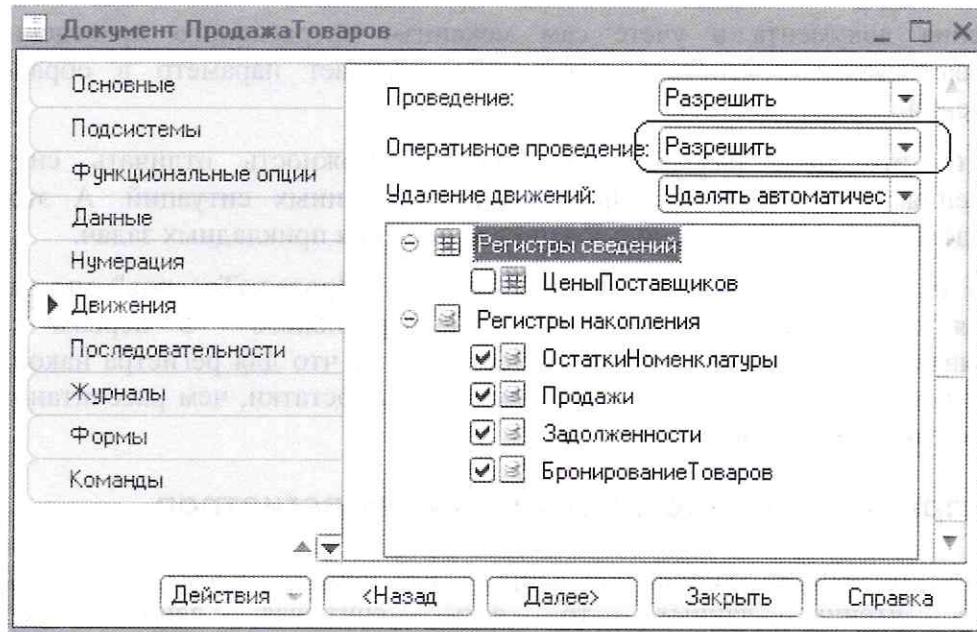 Документ ПродажаТоваров
Основные
Подсистемы
Функциональные опции
Данные
Нумерация
Движения
Последовательности
Журналы
Формы
Команды
Проведение: Разрешить
Оперативное проведение: Разрешить
Удаление движений: Удалять автоматичес
Регистры сведений
ЦеныПоставщиков
Регистры накопления
ОстаткиНоменклатуры
Продажи
Задолженности
БронированиеТоваров
Действия <Назад Далее> Закрыть Справка